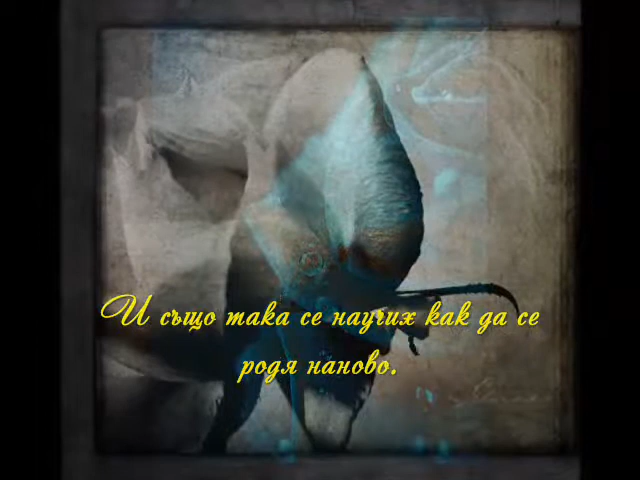 И също така се научих как да се
родя наново.